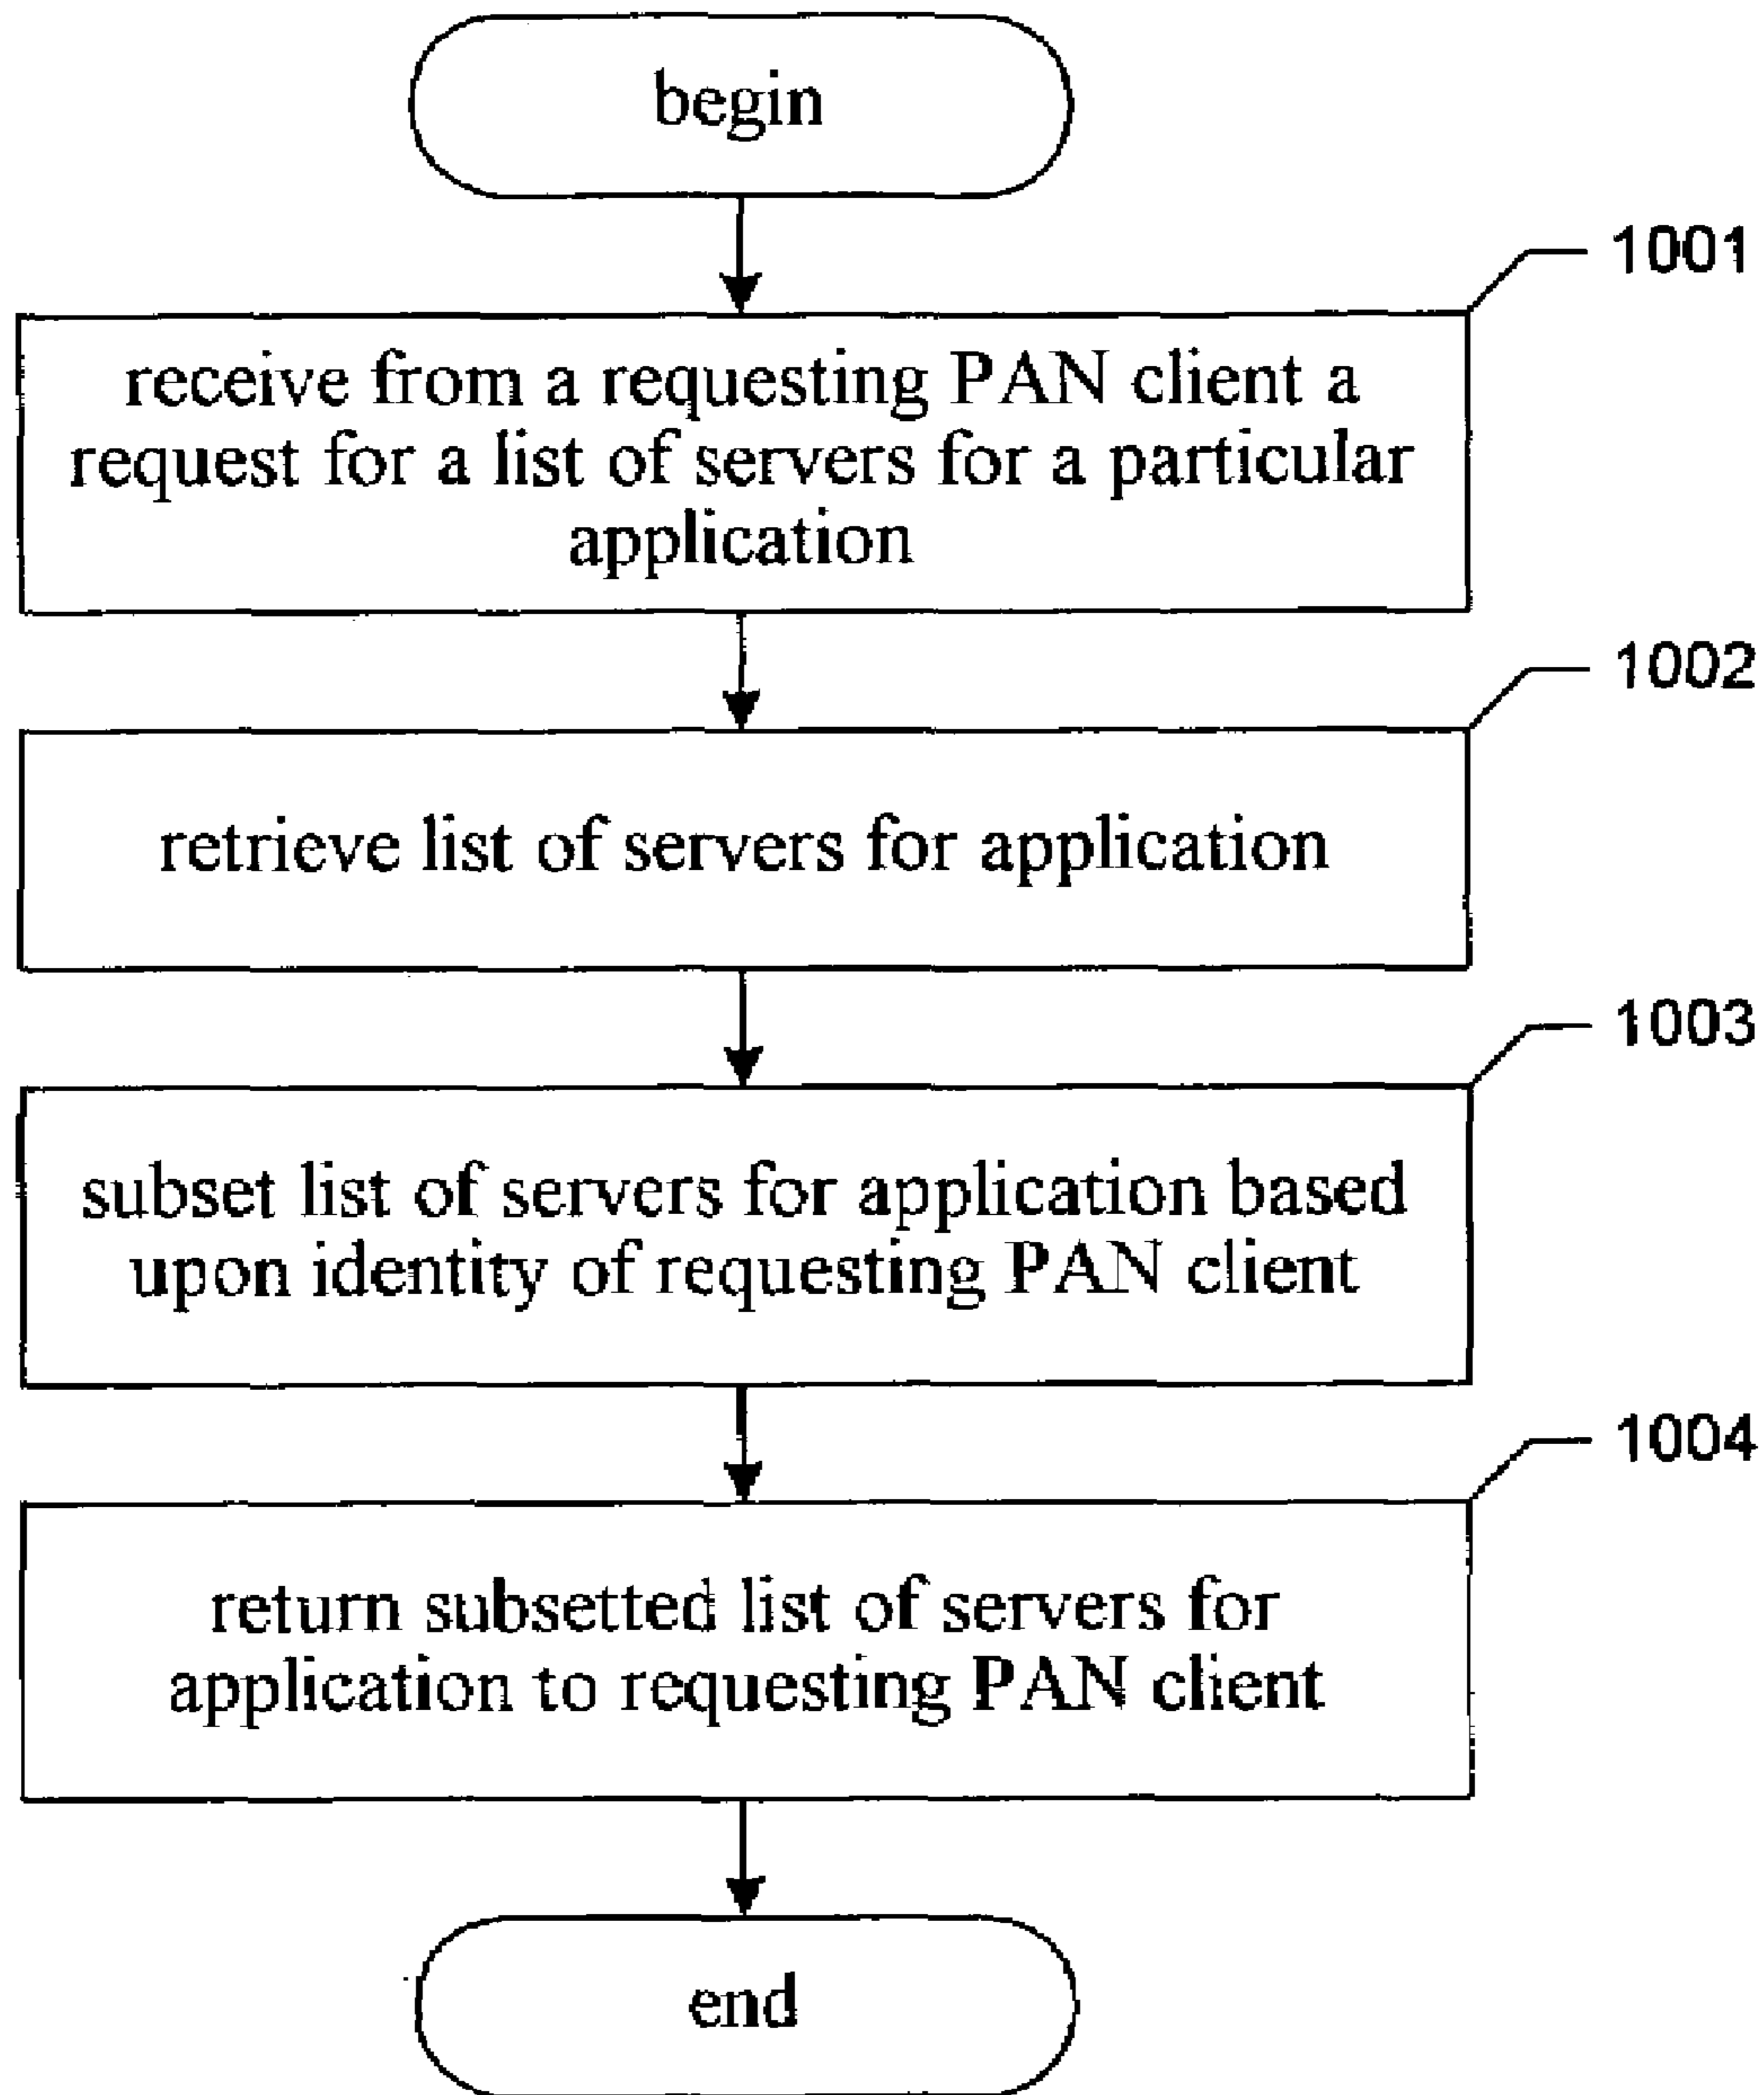 begin
1001
receive from a requesting PAN client a
request for a list of servers for a particular
application
1002
retrieve list of servers for application
1003
subset list of servers for application based
upon identity of requesting PAN client
1004
return subsetted list of servers for
application to requesting PAN client
end